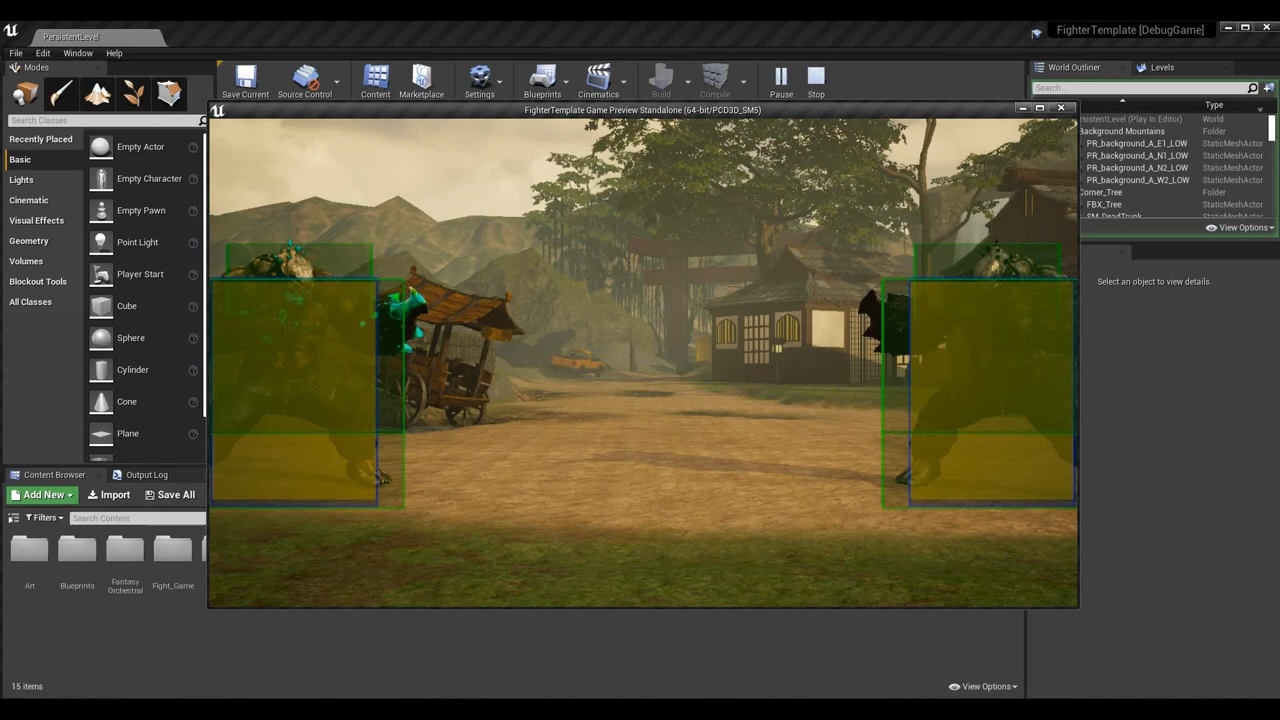 PersistentLevel
FighterTemplate [DebugGame]
File Edit Window Help
Modes
Search Classes
Recently Placed
Basic
Lights
Cinematic
Visual Effects
Geometry
Volumes
Blockout Tools
All Classes
Empty Actor
Empty Character
Empty Pawn
Point Light
Player Start
Cube
Sphere
Cylinder
Cone
Plane
Save Current
Source Control
Content
Marketplace
Settings
Blueprints
Cinematics
Build
Compile
Pause
Stop
FighterTemplate Game Preview Standalone (64-bit/PCD3D_SM5)
World Outliner
Levels
Search...
Type
rsistentLevel (Play In Editor) World
Background Mountains Folder
PR_background_A_E1_LOW StaticMeshActor
PR_background_A_N1_LOW StaticMeshActor
PR_background_A_N2_LOW StaticMeshActor
PR_background_A_W2_LOW StaticMeshActor
Corner_Tree Folder
FBX_Tree StaticMeshActor
SM_DeadTrunk StaticMeshActor
View Options
Select an object to view details.
Content Browser
Output Log
Add New
Import
Save All
Filters
Search Content
Art
Blueprints
Fantasy
Orchestral
Fight_Game
15 items
View Options